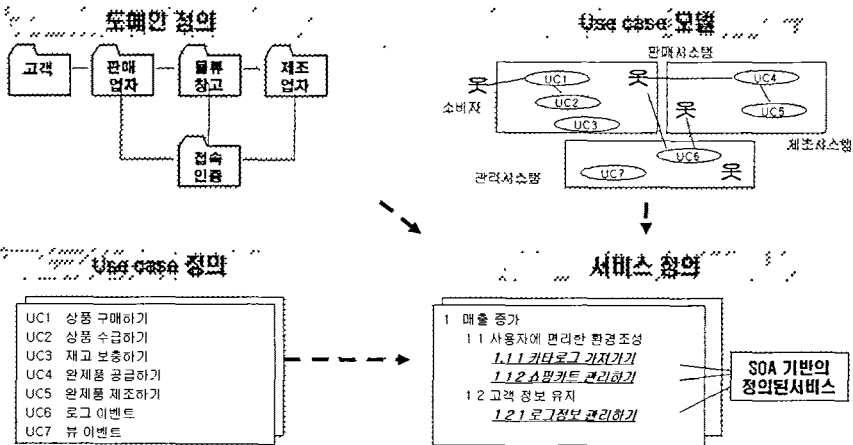 도메인 정의
고객
판매
업자
물류
창고
제조
업자
접속
인증
Use case 모델
판매시스템
소비자
UC1
UC2
UC3
UC4
UC5
제조시스템
관리시스템
UC6
UC7
Use case 정의
UC1 상품 구매하기
UC2 상품 수급하기
UC3 재고 보충하기
UC4 완제품 공급하기
UC5 완제품 제조하기
UC6 로그 이벤트
UC7 뷰 이벤트
서비스 정의
1 매출 증가
1 1 사용자에 편리한 환경조성
1.1 1 카타로그 가져가기
1 1 2 쇼핑카트 관리하기
1 2 고객 정보 유지
1 2 1 로그정보 관리하기
SOA 기반의
정의된서비스